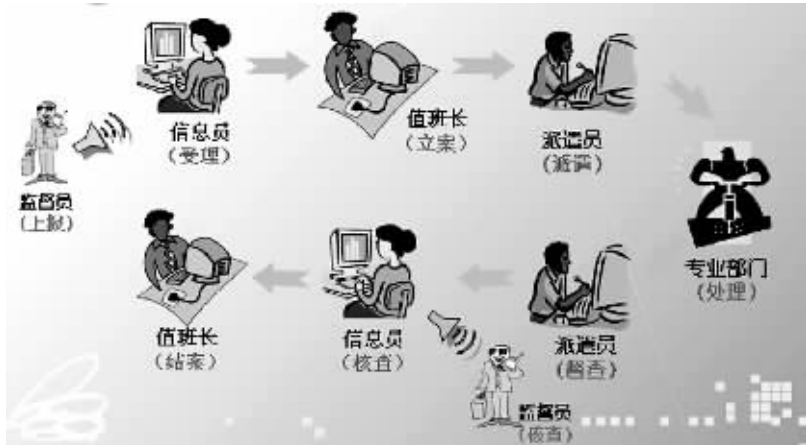 信息员
(受理)
值班长
(立案)
派遣员
(派遣)
监督员
(上报)
专业部门
(处理)
值班长
(结案)
信息员
(核查)
派遣员
(督查)
监督员
(核查)